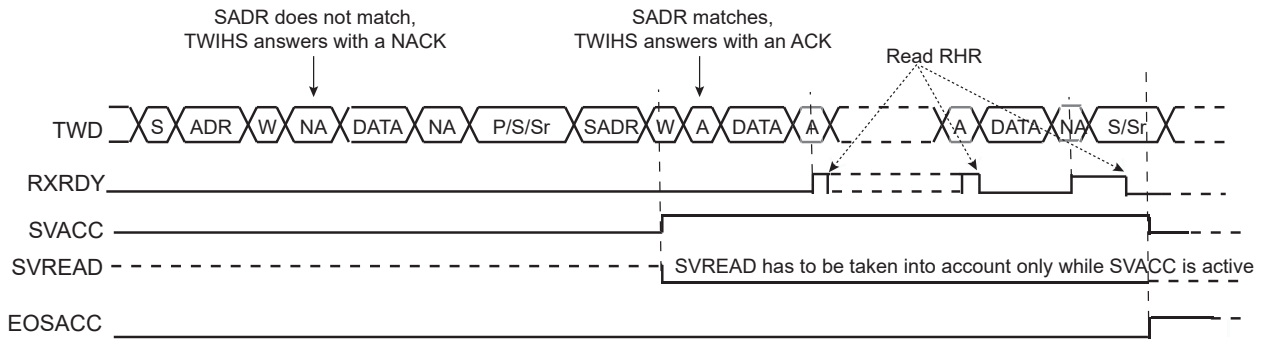 SADR does not match,
TWIHS answers with a NACK
SADR matches,
TWIHS answers with an ACK
Read RHR
TWD S ADR W NA DATA NA P/S/Sr SADR W A DATA A A DATA NA S/Sr
RXRDY
SVACC
SVREAD SVREAD has to be taken into account only while SVACC is active
EOSACC